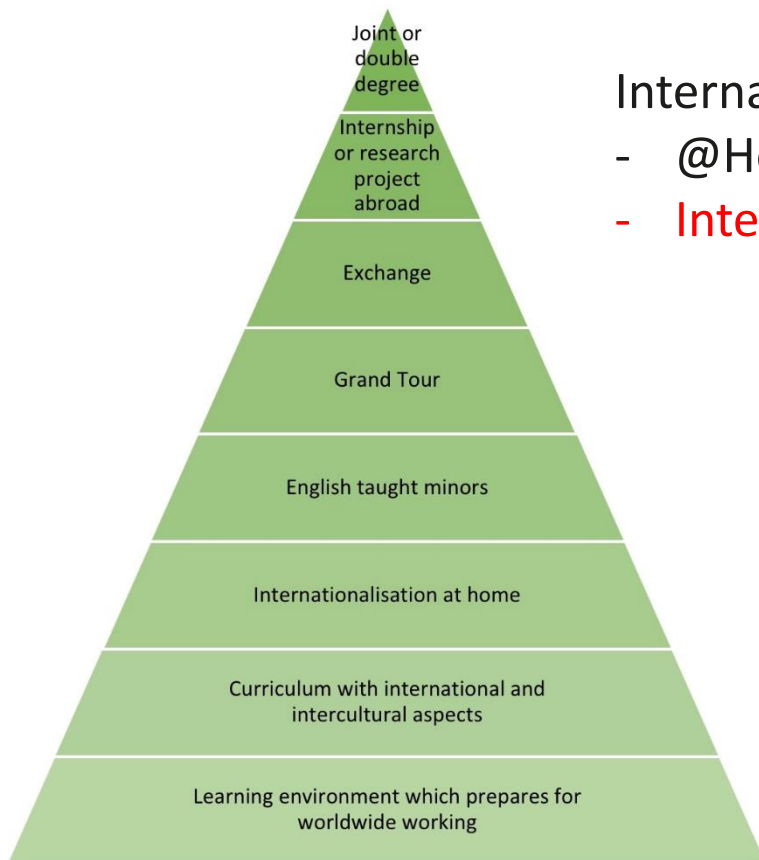 Joint or
double
degree
Internship
or research
project
abroad
Exchange
Grand Tour
English taught minors
Internationalisation at home
Curriculum with international and
intercultural aspects
Learning environment which prepares for
worldwide working
-
-